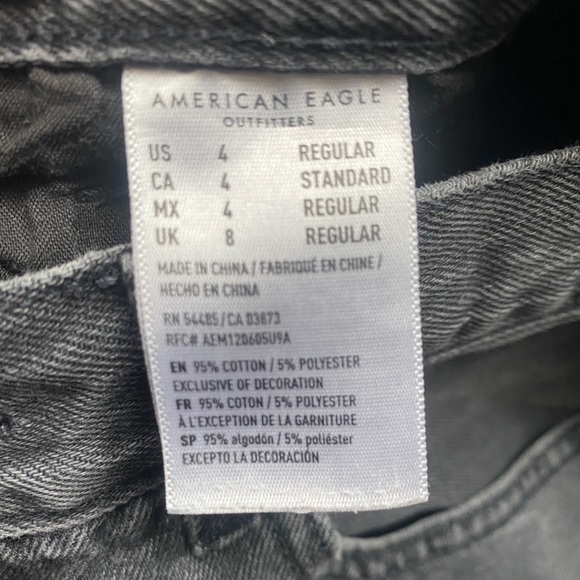 AMERICAN EAGLE
OUTFITTERS
US 4 REGULAR
CA 4 STANDARD
MX 4 REGULAR
UK 8 REGULAR
MADE IN CHINA / FABRIQUÉ EN CHINE /
HECHO EN CHINA
RN 54485 / CA 03873
RFC# AEM120605U9A
EN 95% COTTON / 5% POLYESTER
EXCLUSIVE OF DECORATION
FR 95% COTON / 5% POLYESTER
À L'EXCEPTION DE LA GARNITURE
SP 95% algodón / 5% poliéster
EXCEPTO LA DECORACIÓN